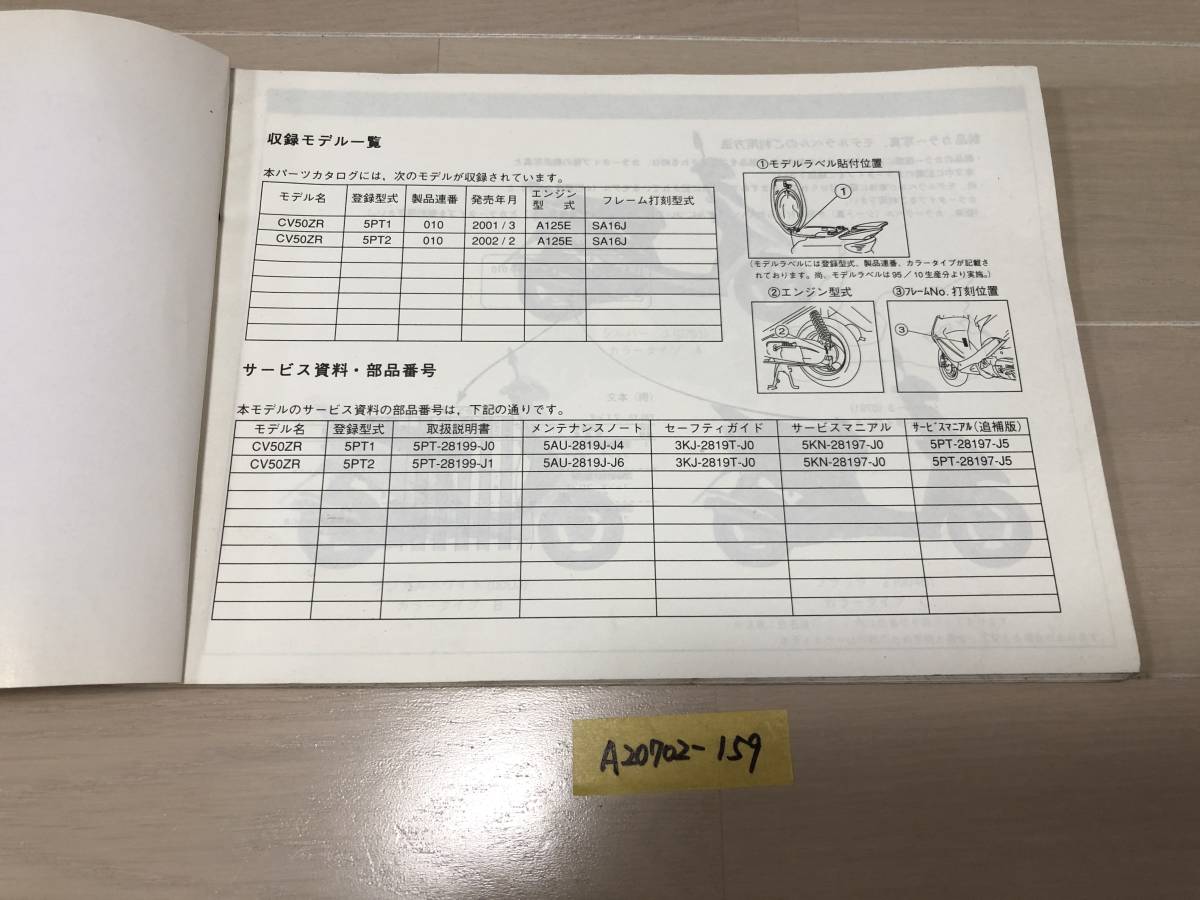 収録モデル一覧
本パーツカタログには、次のモデルが収録されています。
モデル名 登録型式 製品連番 発売年月 エンジン型式 フレーム打刻型式
CV50ZR 5PT1 010 2001/3 A125E SA16J
CV50ZR 5PT2 010 2002/2 A125E SA16J
①モデルラベル貼付位置
①
(モデルラベルには登録型式、製品連番、カラータイプが記載さ
れております。尚、モデルラベルは95/10生産分より実施。)
②エンジン型式 ③フレームNo.打刻位置
② ③
サービス資料・部品番号
本モデルのサービス資料の部品番号は、下記の通りです。
モデル名 登録型式 取扱説明書 メンテナンスノート セーフティガイド サービスマニアル サービスマニアル(追補版)
CV50ZR 5PT1 5PT-28199-J0 5AU-2819J-J4 3KJ-2819T-J0 5KN-28197-J0 5PT-28197-J5
CV50ZR 5PT2 5PT-28199-J1 5AU-2819J-J6 3KJ-2819T-J0 5KN-28197-J0 5PT-28197-J5
A20702-159